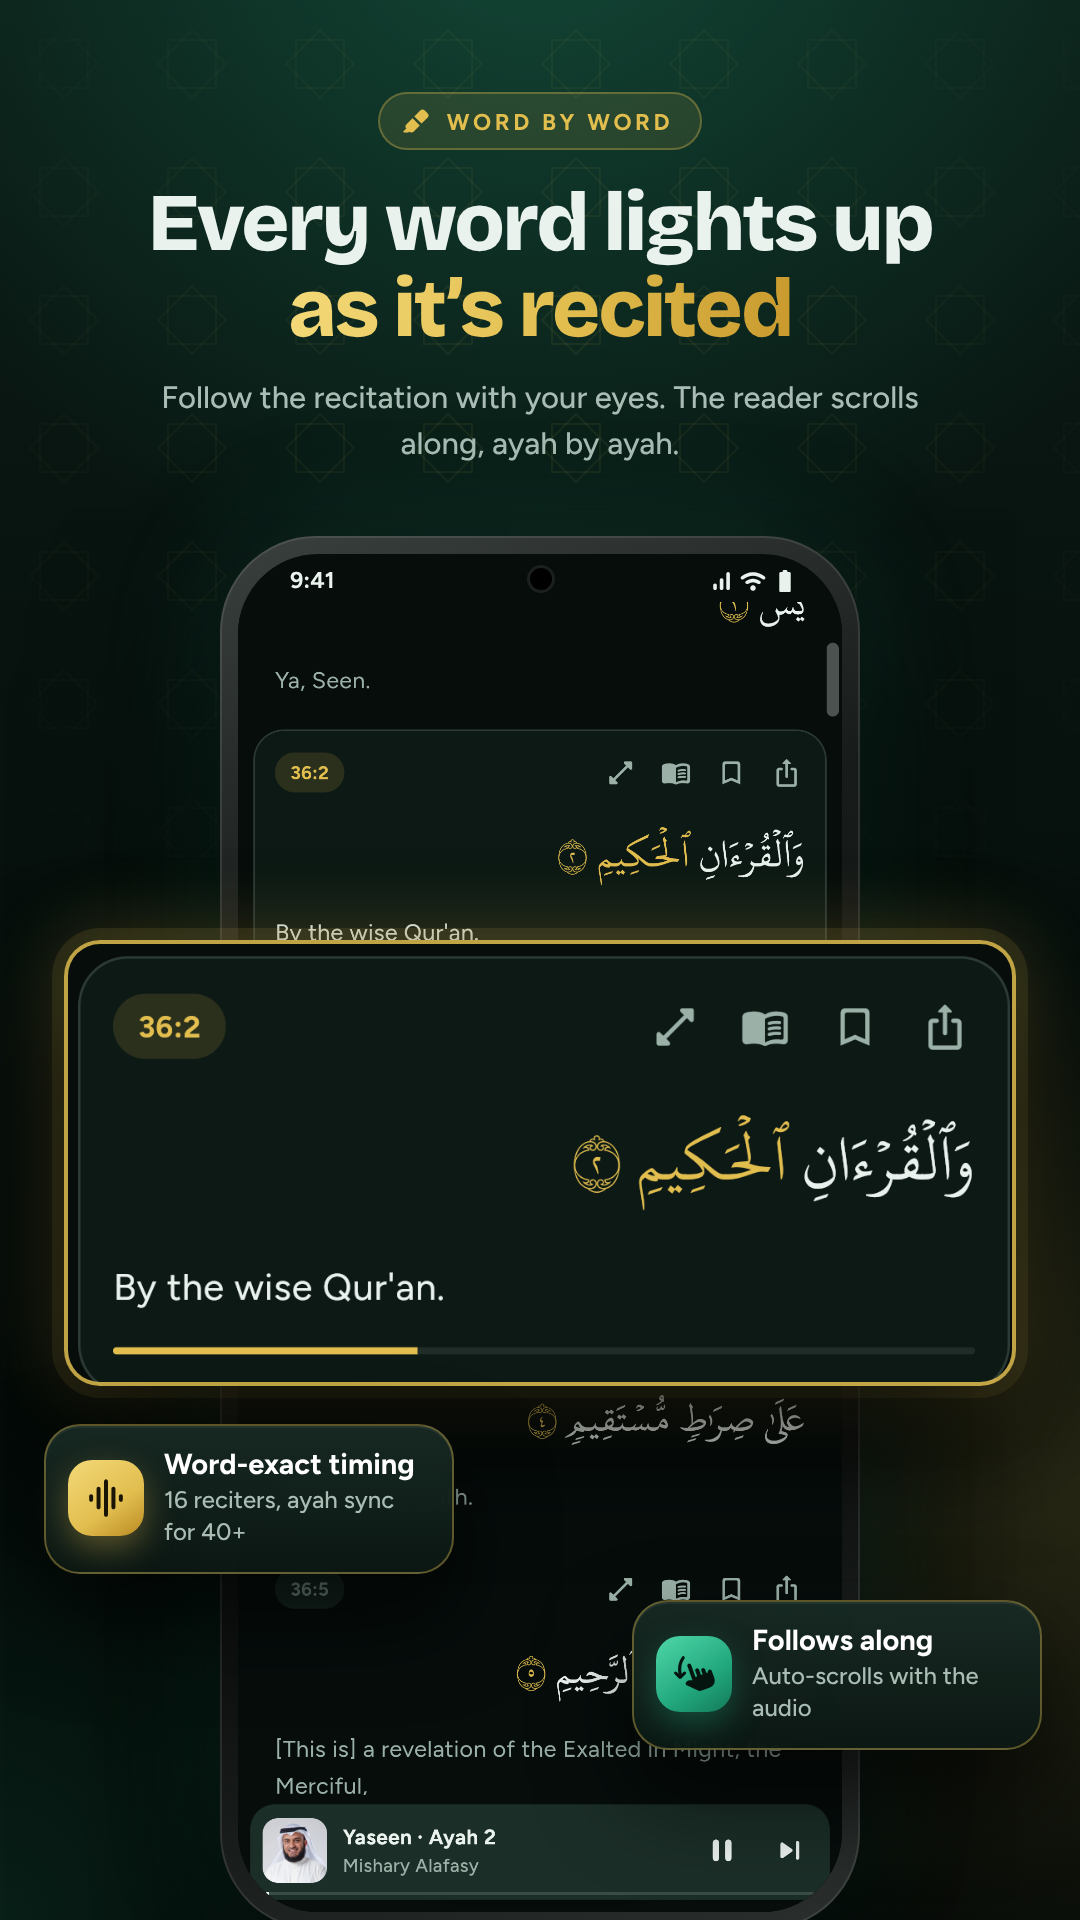 WORD BY WORD
Every word lights up
as it’s recited
Follow the recitation with your eyes. The reader scrolls
along, ayah by ayah.
9:41
يسٓ ١
Ya, Seen.
36:2
وَٱلْقُرْءَانِ ٱلْحَكِيمِ ٢
By the wise Qur'an.
36:2
وَٱلْقُرْءَانِ ٱلْحَكِيمِ ٢
By the wise Qur'an.
عَلَىٰ صِرَٰطٍ مُّسْتَقِيمٍ ٤
h.
Word-exact timing
16 reciters, ayah sync
for 40+
36:5
ٱلرَّحِيمِ ٥
Follows along
Auto-scrolls with the
audio
[This is] a revelation of the Exalted in Might, the
Merciful,
Yaseen · Ayah 2
Mishary Alafasy